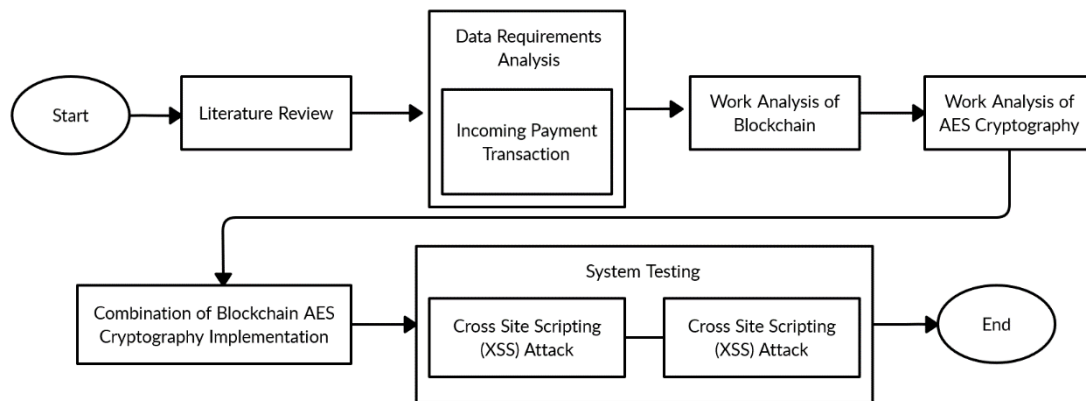 Start
Literature Review
Data Requirements
Analysis
Incoming Payment
Transaction
Work Analysis of
Blockchain
Work Analysis of
AES Cryptography
Combination of Blockchain AES
Cryptography Implementation
System Testing
Cross Site Scripting
(XSS) Attack
Cross Site Scripting
(XSS) Attack
End